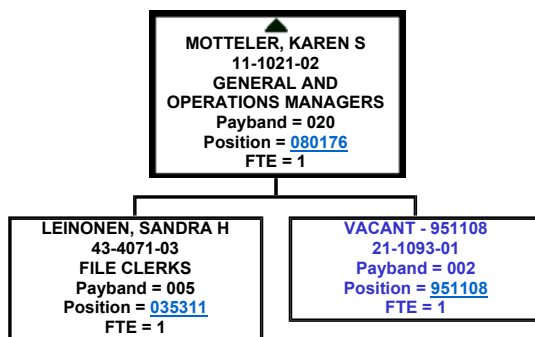 MOTTELER, KAREN S
11-1021-02
GENERAL AND
OPERATIONS MANAGERS
Payband = 020
Position = 080176
FTE = 1
LEINONEN, SANDRA H
43-4071-03
FILE CLERKS
Payband = 005
Position = 035311
FTE = 1
VACANT - 951108
21-1093-01
Payband = 002
Position = 951108
FTE = 1